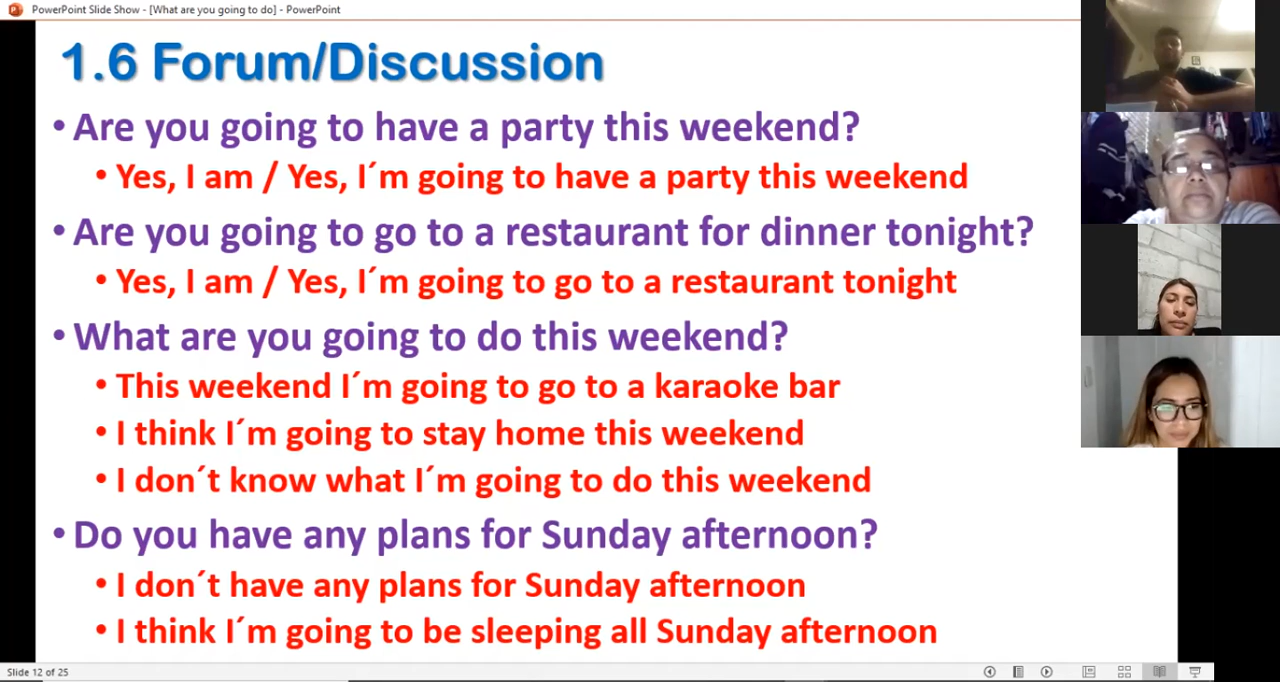 PowerPoint Slide Show - [What are you going to do] - PowerPoint
1.6 Forum/Discussion
• Are you going to have a party this weekend?
• Yes, I am / Yes, I´m going to have a party this weekend
• Are you going to go to a restaurant for dinner tonight?
• Yes, I am / Yes, I´m going to go to a restaurant tonight
• What are you going to do this weekend?
• This weekend I´m going to go to a karaoke bar
• I think I´m going to stay home this weekend
• I don´t know what I´m going to do this weekend
• Do you have any plans for Sunday afternoon?
• I don´t have any plans for Sunday afternoon
• I think I´m going to be sleeping all Sunday afternoon
Slide 12 of 25